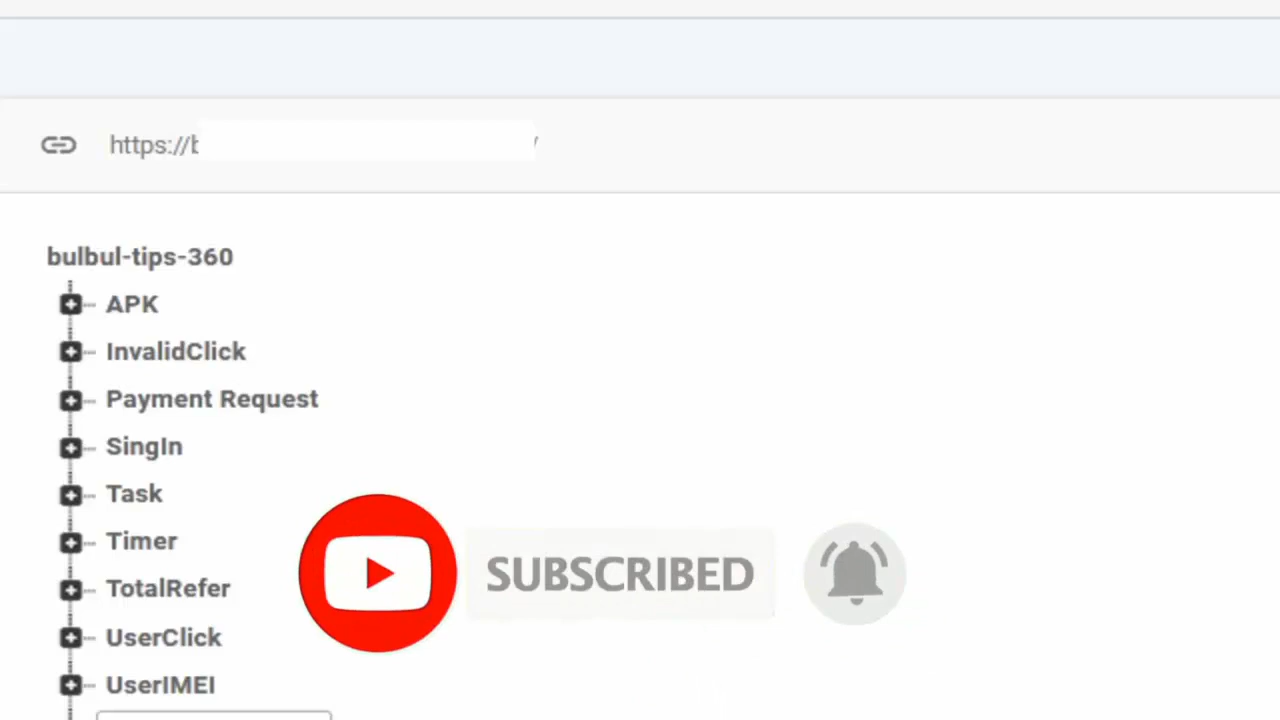 https://b
bulbul-tips-360
APK
InvalidClick
Payment Request
SingIn
Task
Timer
TotalRefer
SUBSCRIBED
UserClick
UserIMEI